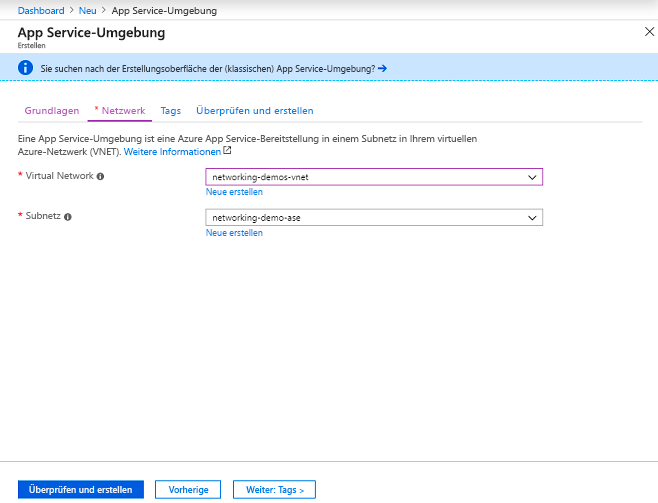 Dashboard > Neu > App Service-Umgebung
App Service-Umgebung
Erstellen
Sie suchen nach der Erstellungsoberfläche der (klassischen) App Service-Umgebung? →
Grundlagen * Netzwerk Tags Überprüfen und erstellen
Eine App Service-Umgebung ist eine Azure App Service-Bereitstellung in einem Subnetz in Ihrem virtuellen
Azure-Netzwerk (VNET). Weitere Informationen
* Virtual Network networking-demos-vnet
Neue erstellen
* Subnetz networking-demo-ase
Neue erstellen
Überprüfen und erstellen Vorherige Weiter: Tags >